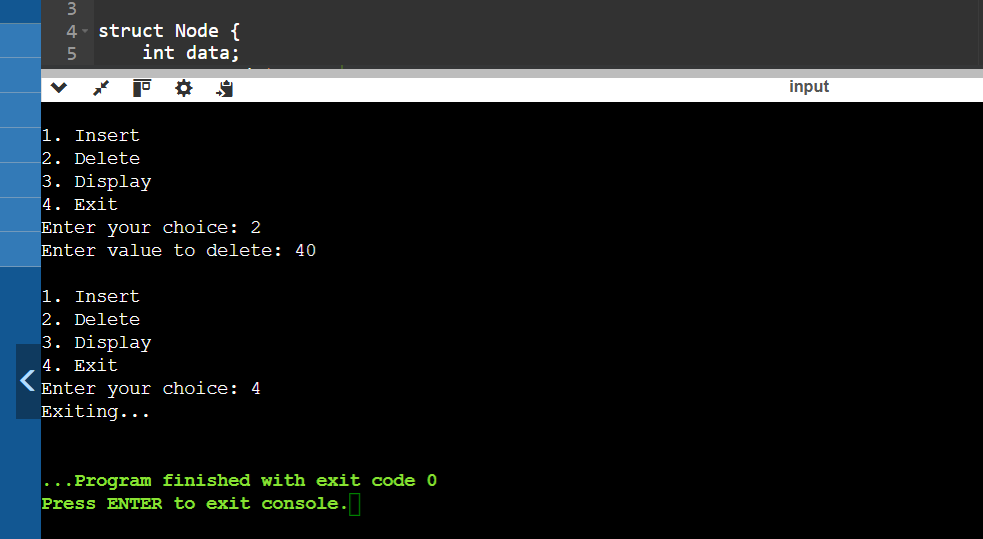 3
4 struct Node {
5 int data;
input
1. Insert
2. Delete
3. Display
4. Exit
Enter your choice: 2
Enter value to delete: 40
1. Insert
2. Delete
3. Display
4. Exit
Enter your choice: 4
Exiting...
...Program finished with exit code 0
Press ENTER to exit console.